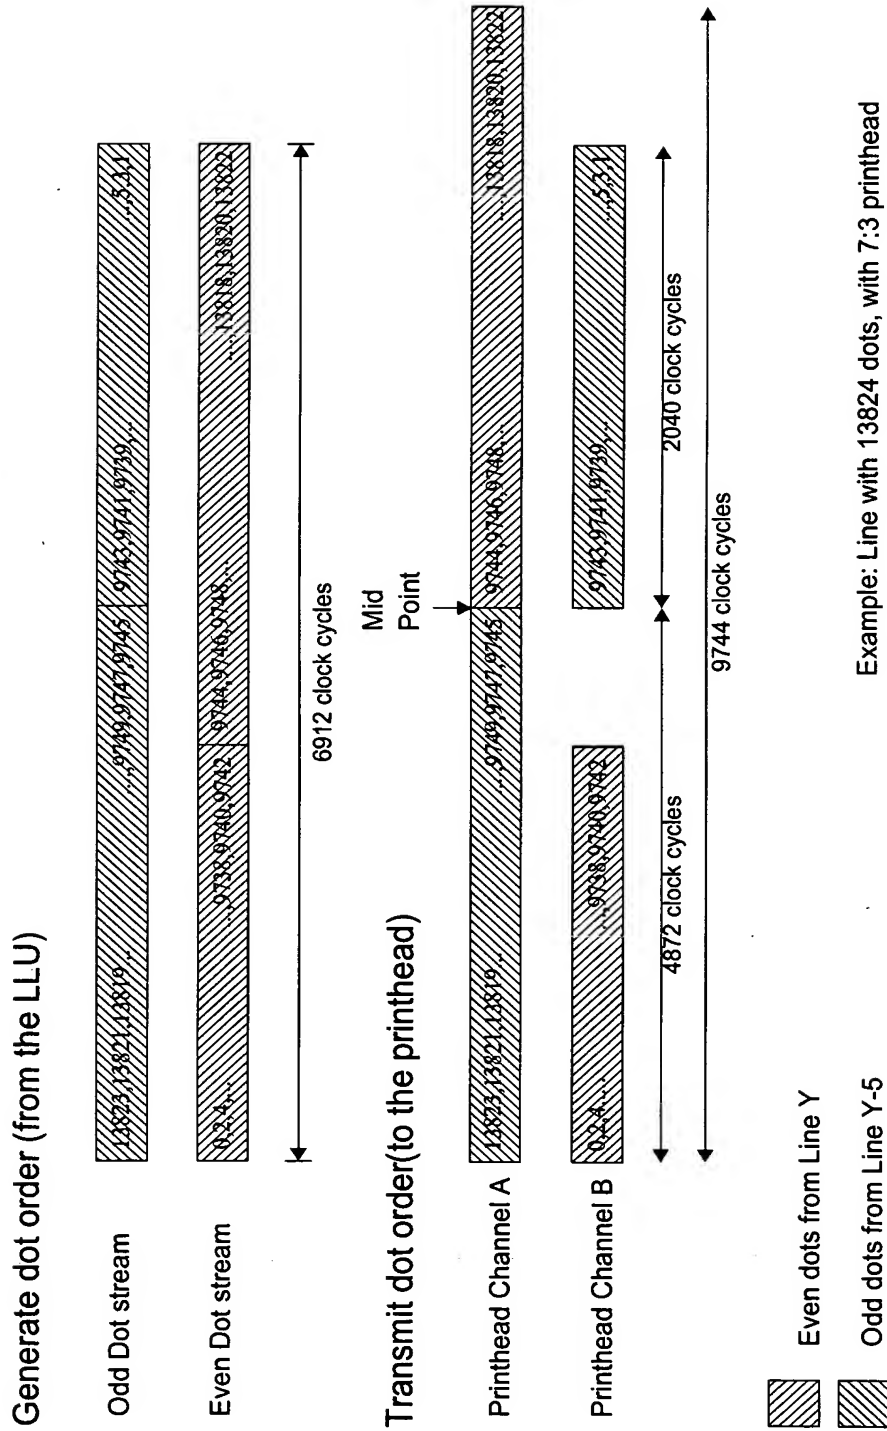 Generate dot order (from the LLU)
Odd Dot stream
13823,13821,13819... ...,9749,9747,9745 9743,9741,9739,... ...,5,3,1
Even Dot stream
0,2,4,... ...,9738,9740,9742 9744,9746,9748,... ....,13818,13820,13822
6912 clock cycles
Transmit dot order(to the printhead)
Mid
Point
Printhead Channel A
13823,13821,13819... ...,9749,9747,9745 9744,9746,9748,... ....,13818,13820,13822
Printhead Channel B
0,2,4.... ...,9738,9740,9742 9743,9741,9739,... ...,5,3,1
4872 clock cycles
2040 clock cycles
9744 clock cycles
Even dots from Line Y
Odd dots from Line Y-5
Example: Line with 13824 dots, with 7:3 printhead